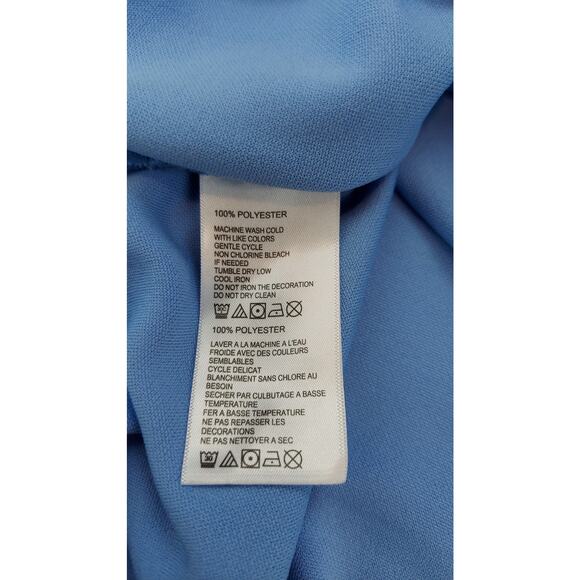 100% POLYESTER
MACHINE WASH COLD
WITH LIKE COLORS
GENTLE CYCLE
NON CHLORINE BLEACH
IF NEEDED
TUMBLE DRY LOW
COOL IRON
DO NOT IRON THE DECORATION
DO NOT DRY CLEAN
100% POLYESTER
LAVER A LA MACHINE A L'EAU
FROIDE AVEC DES COULEURS
SEMBLABLES
CYCLE DELICAT
BLANCHIMENT SANS CHLORE AU
BESOIN
SECHER PAR CULBUTAGE A BASSE
TEMPERATURE
FER A BASSE TEMPERATURE
NE PAS REPASSER LES
DECORATIONS
NE PAS NETTOYER A SEC
30